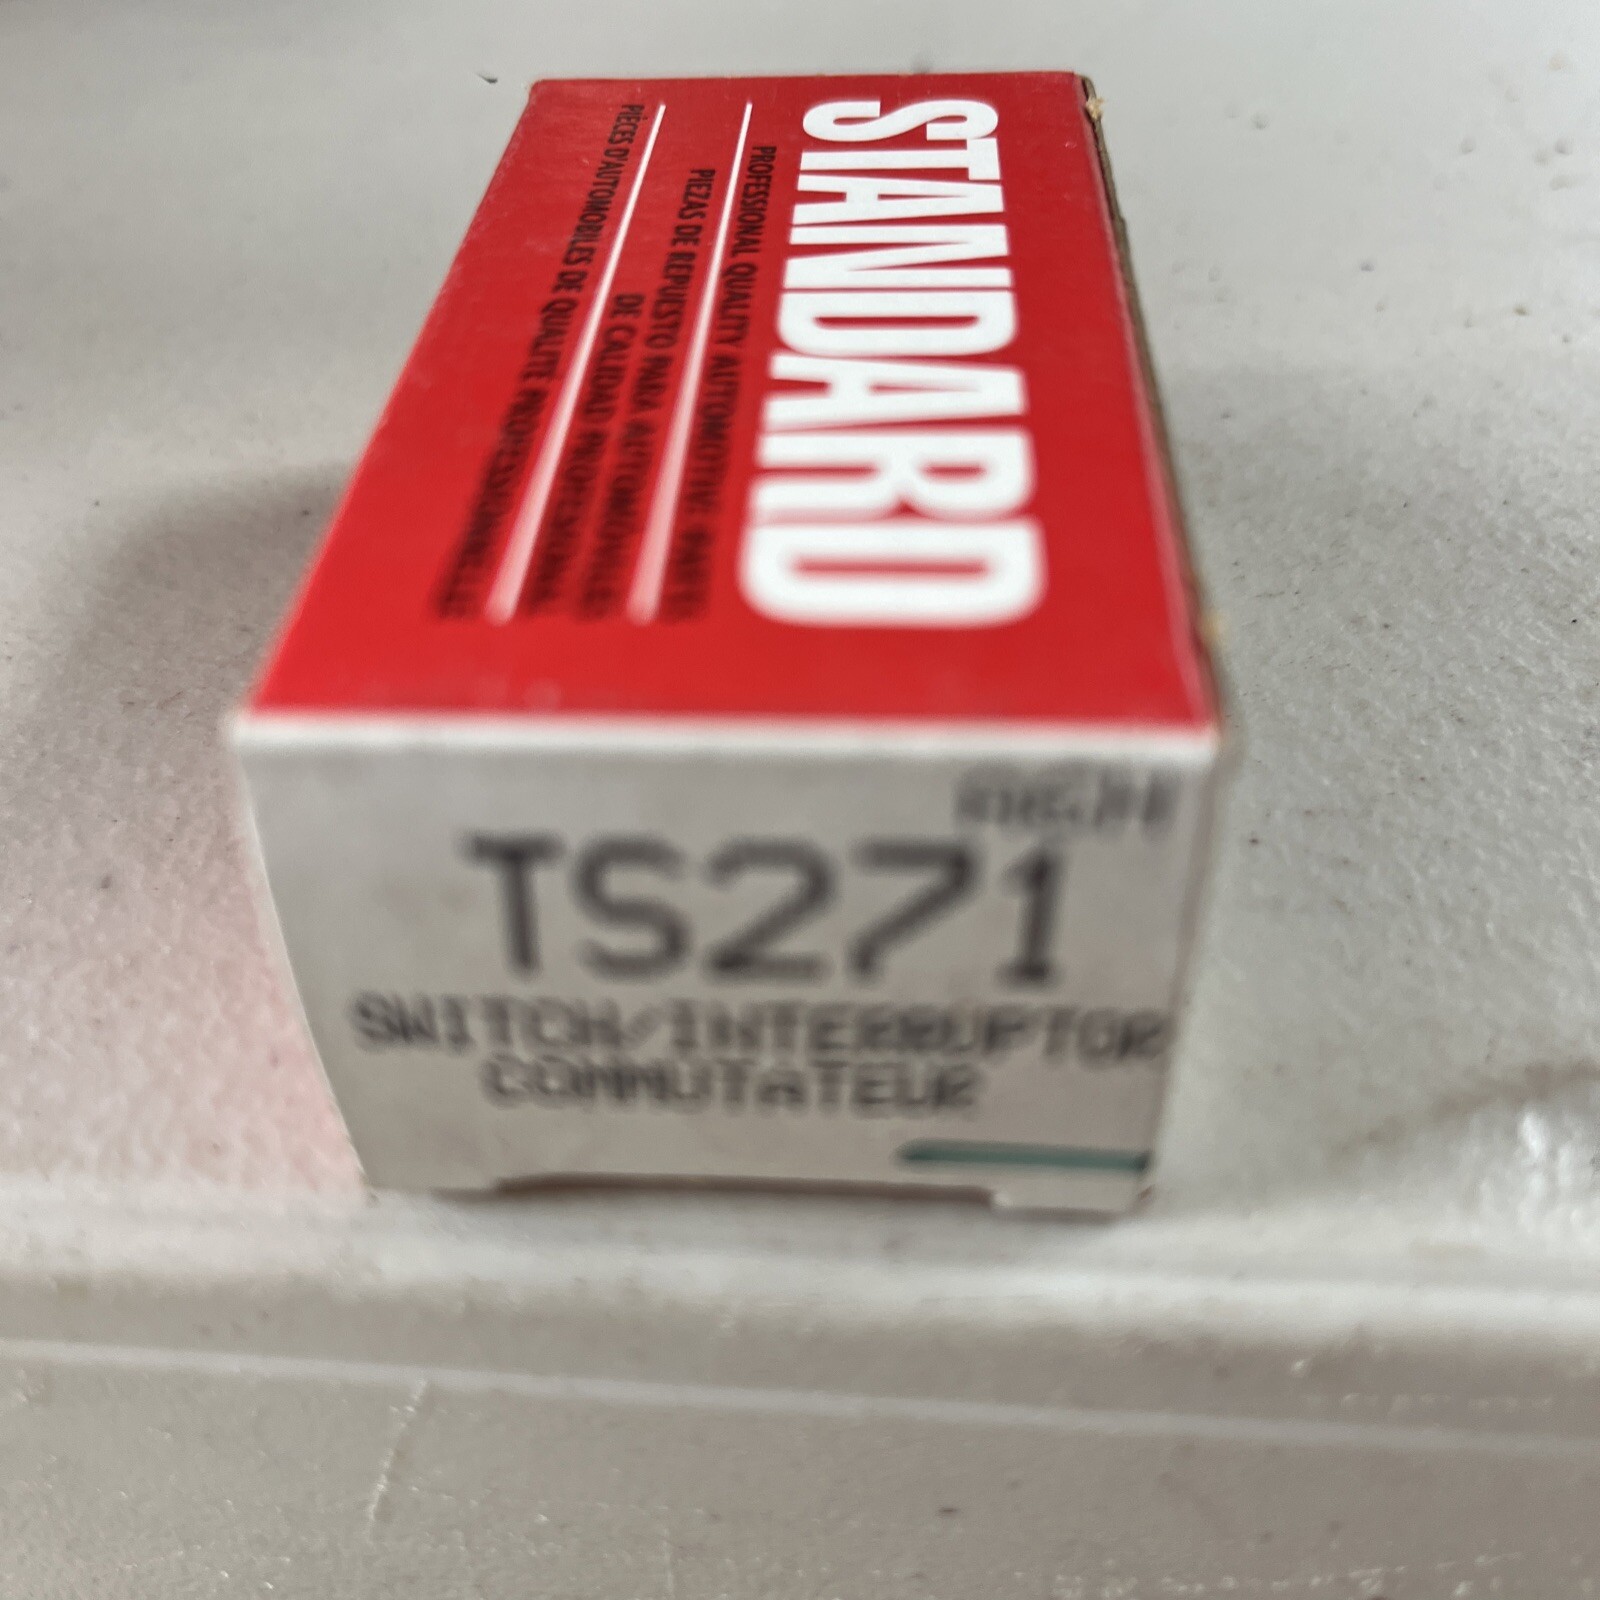 STANDARD
PROFESSIONAL QUALITY AUTOMOTIVE PARTS
PIEZAS DE REPUESTO PARA AUTOMOVILES
DE CALIDAD PROFESIONAL
PIÈCES D'AUTOMOBILES DE QUALITÉ PROFESSIONNELLE
TS271
SWITCH/INTERRUPTOR
COMMUTATEUR